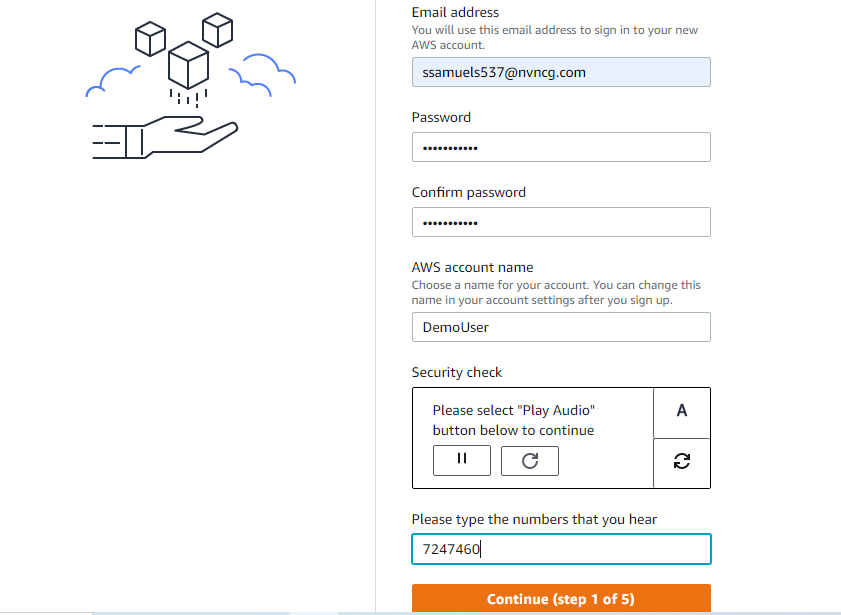 Email address
You will use this email address to sign in to your new
AWS account.
ssamuels537@nvncg.com
Password
•••••••••••
Confirm password
•••••••••••
AWS account name
Choose a name for your account. You can change this
name in your account settings after you sign up.
DemoUser
Security check
Please select "Play Audio"
button below to continue
A
Please type the numbers that you hear
7247460
Continue (step 1 of 5)